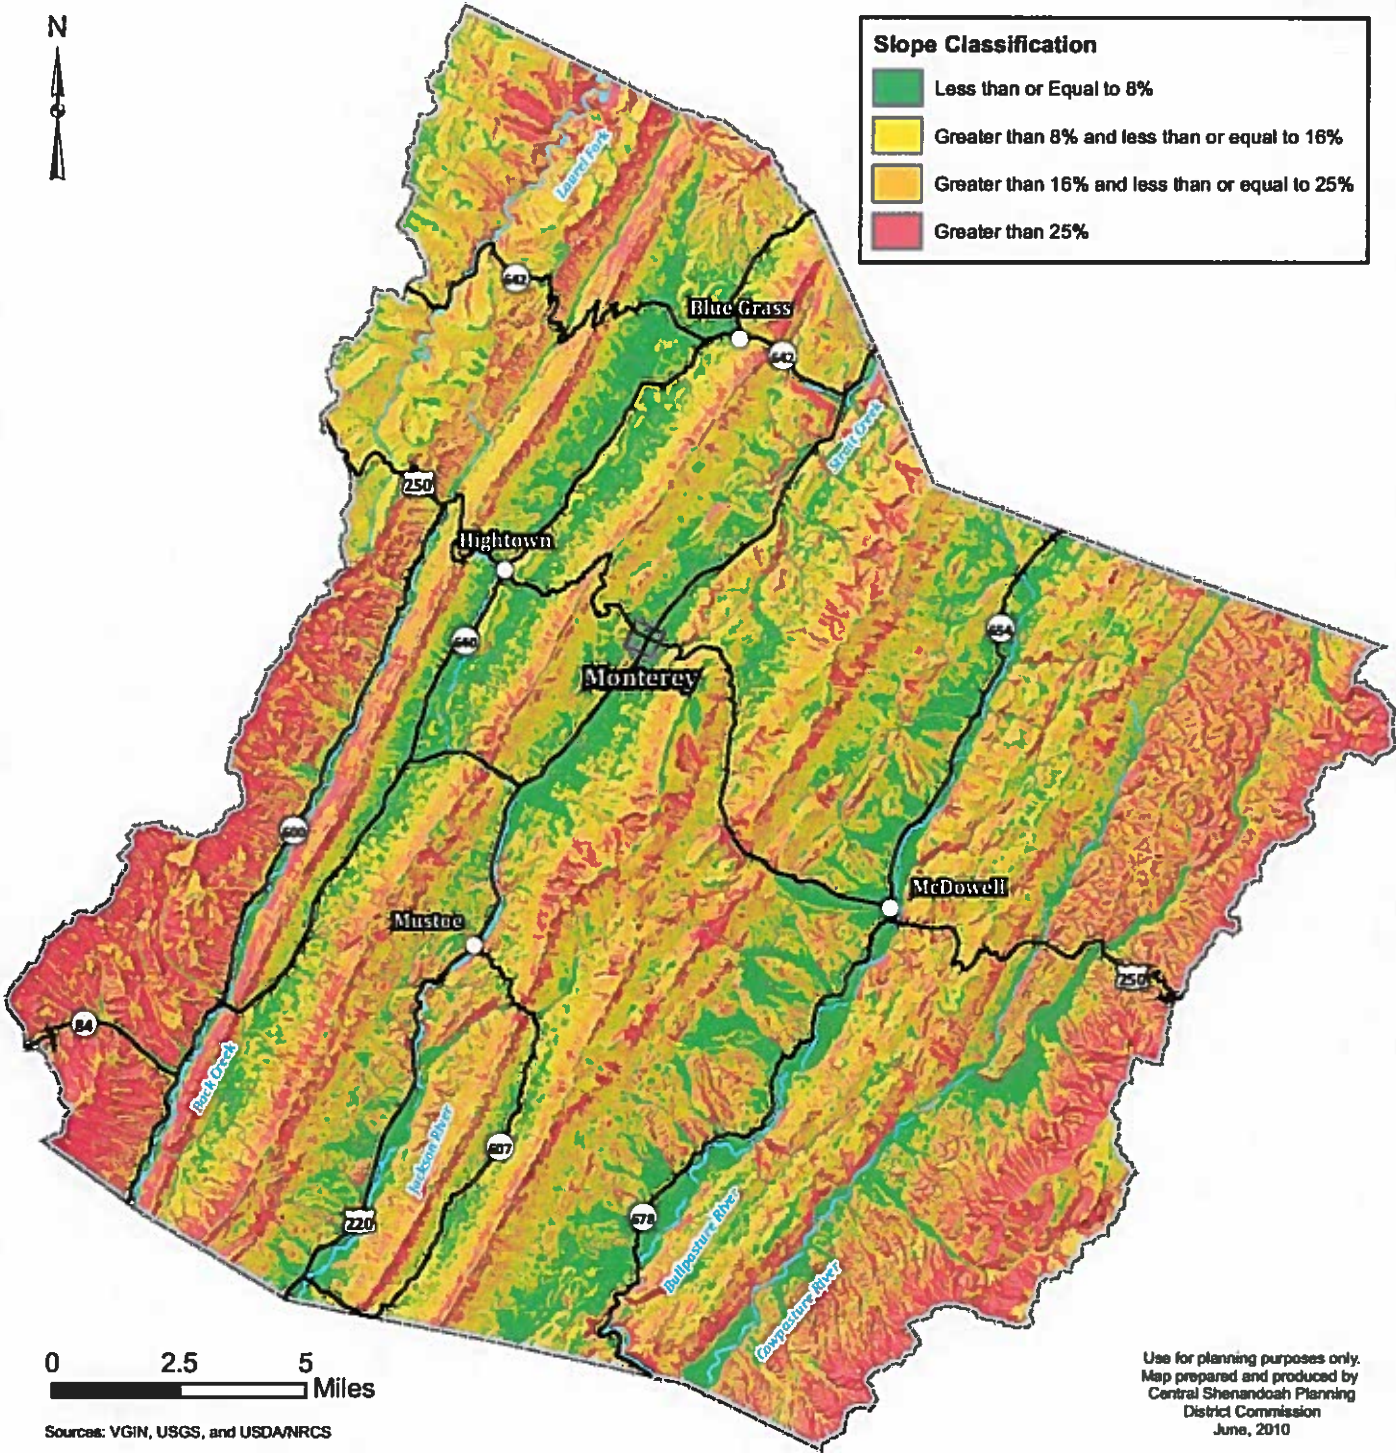 N
Slope Classification
Less than or Equal to 8%
Greater than 8% and less than or equal to 16%
Greater than 16% and less than or equal to 25%
Greater than 25%
Laurel Fork
642
Blue Grass
642
Strait Creek
250
Hightown
640
654
Monterey
600
McDowell
Mustoe
250
84
Back Creek
Jackson River
607
220
678
Bullpasture River
Cowpasture River
0 2.5 5
Miles
Sources: VGIN, USGS, and USDA/NRCS
Use for planning purposes only.
Map prepared and produced by
Central Shenandoah Planning
District Commission
June, 2010